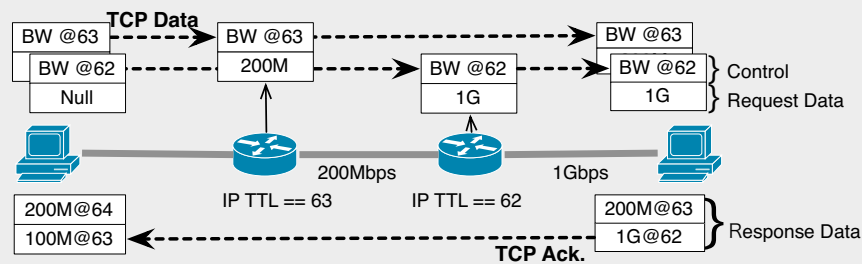 TCP Data
BW @63
BW @63
200M
BW @63
BW @62
Null
BW @62
1G
BW @62
1G
Control
Request Data
200Mbps
1Gbps
IP TTL == 63
IP TTL == 62
200M@64
100M@63
200M@63
1G@62
Response Data
TCP Ack.